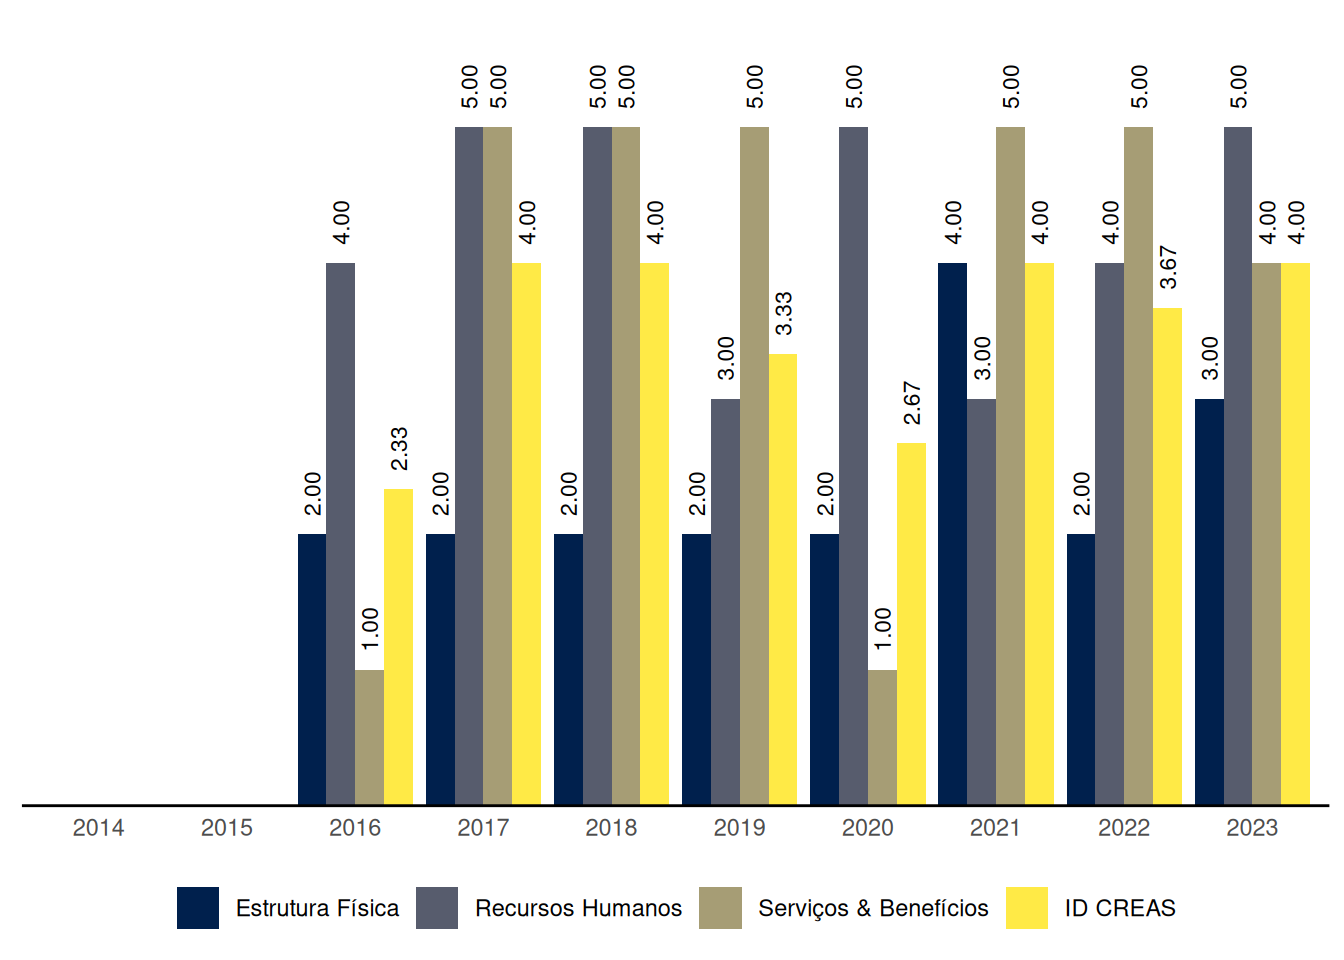 2.00 4.00 1.00 2.33 2.00 5.00 5.00 4.00 2.00 5.00 5.00 4.00 2.00 3.00 5.00 3.33 2.00 5.00 1.00 2.67 4.00 3.00 5.00 4.00 2.00 4.00 5.00 3.67 3.00 5.00 4.00 4.00
2014 2015 2016 2017 2018 2019 2020 2021 2022 2023
Estrutura Física Recursos Humanos Serviços & Benefícios ID CREAS